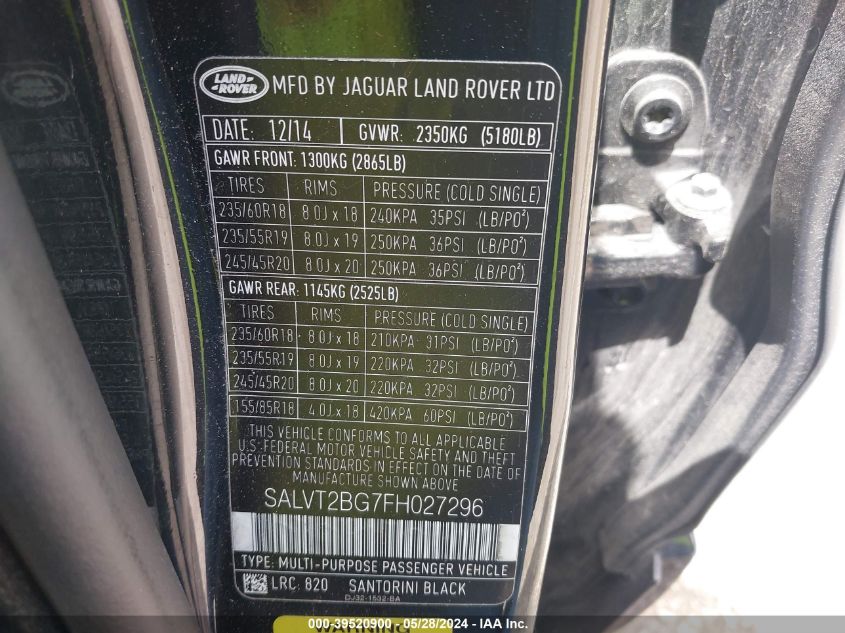 LAND ROVER MFD BY JAGUAR LAND ROVER LTD
DATE: 12/14 GVWR: 2350KG (5180LB)
GAWR FRONT: 1300KG (2865LB)
TIRES RIMS PRESSURE (COLD SINGLE)
235/60R18 8.0J x 18 240KPA 35PSI (LB/PO²)
235/55R19 8.0J x 19 250KPA 36PSI (LB/PO²)
245/45R20 8.0J x 20 250KPA 36PSI (LB/PO²)
GAWR REAR: 1145KG (2525LB)
TIRES RIMS PRESSURE (COLD SINGLE)
235/60R18 8.0J x 18 210KPA 31PSI (LB/PO²)
235/55R19 8.0J x 19 220KPA 32PSI (LB/PO²)
245/45R20 8.0J x 20 220KPA 32PSI (LB/PO²)
155/85R18 4.0J x 18 420KPA 60PSI (LB/PO²)
THIS VEHICLE CONFORMS TO ALL APPLICABLE
U.S. FEDERAL MOTOR VEHICLE SAFETY AND THEFT
PREVENTION STANDARDS IN EFFECT ON THE DATE OF
MANUFACTURE SHOWN ABOVE
SALVT2BG7FH027296
TYPE: MULTI-PURPOSE PASSENGER VEHICLE
LRC: 820 SANTORINI BLACK
DJ32-1532-BA
WARNING
000-39520900 - 05/28/2024 - IAA Inc.